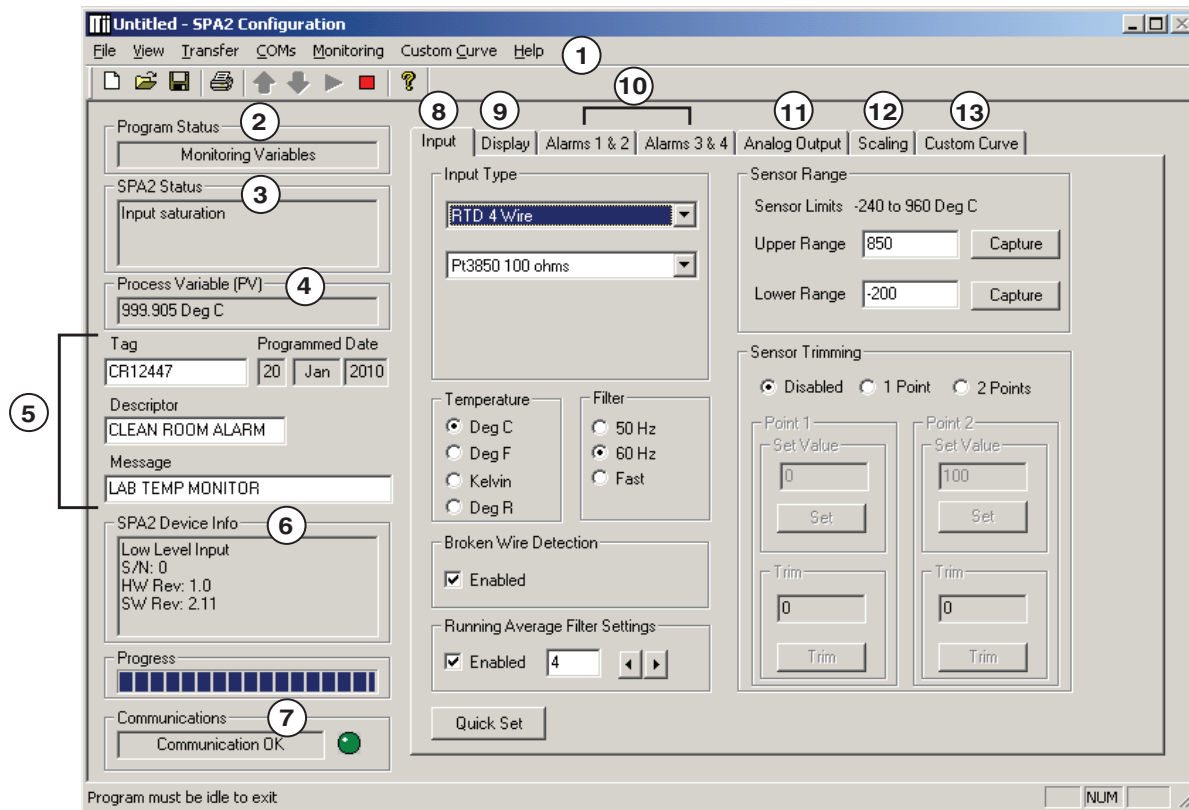 Untitled - SPA2 Configuration
File View Transfer COMs Monitoring Custom Curve Help
1
10
2
8
9
11
12
13
Program Status
Monitoring Variables
3
SPA2 Status
Input saturation
4
Process Variable (PV)
999.905 Deg C
5
Tag
Programmed Date
CR12447
20 Jan 2010
Descriptor
CLEAN ROOM ALARM
Message
LAB TEMP MONITOR
6
SPA2 Device Info
Low Level Input
S/N: 0
HW Rev: 1.0
SW Rev: 2.11
Progress
7
Communications
Communication OK
Input Display Alarms 1 & 2 Alarms 3 & 4 Analog Output Scaling Custom Curve
Input Type
RTD 4 Wire
Pt3850 100 ohms
Temperature
Deg C
Deg F
Kelvin
Deg R
Filter
50 Hz
60 Hz
Fast
Broken Wire Detection
Enabled
Running Average Filter Settings
Enabled 4
Quick Set
Sensor Range
Sensor Limits -240 to 960 Deg C
Upper Range 850 Capture
Lower Range -200 Capture
Sensor Trimming
Disabled 1 Point 2 Points
Point 1
Set Value
0
Set
Trim
0
Trim
Point 2
Set Value
100
Set
Trim
0
Trim
Program must be idle to exit
NUM